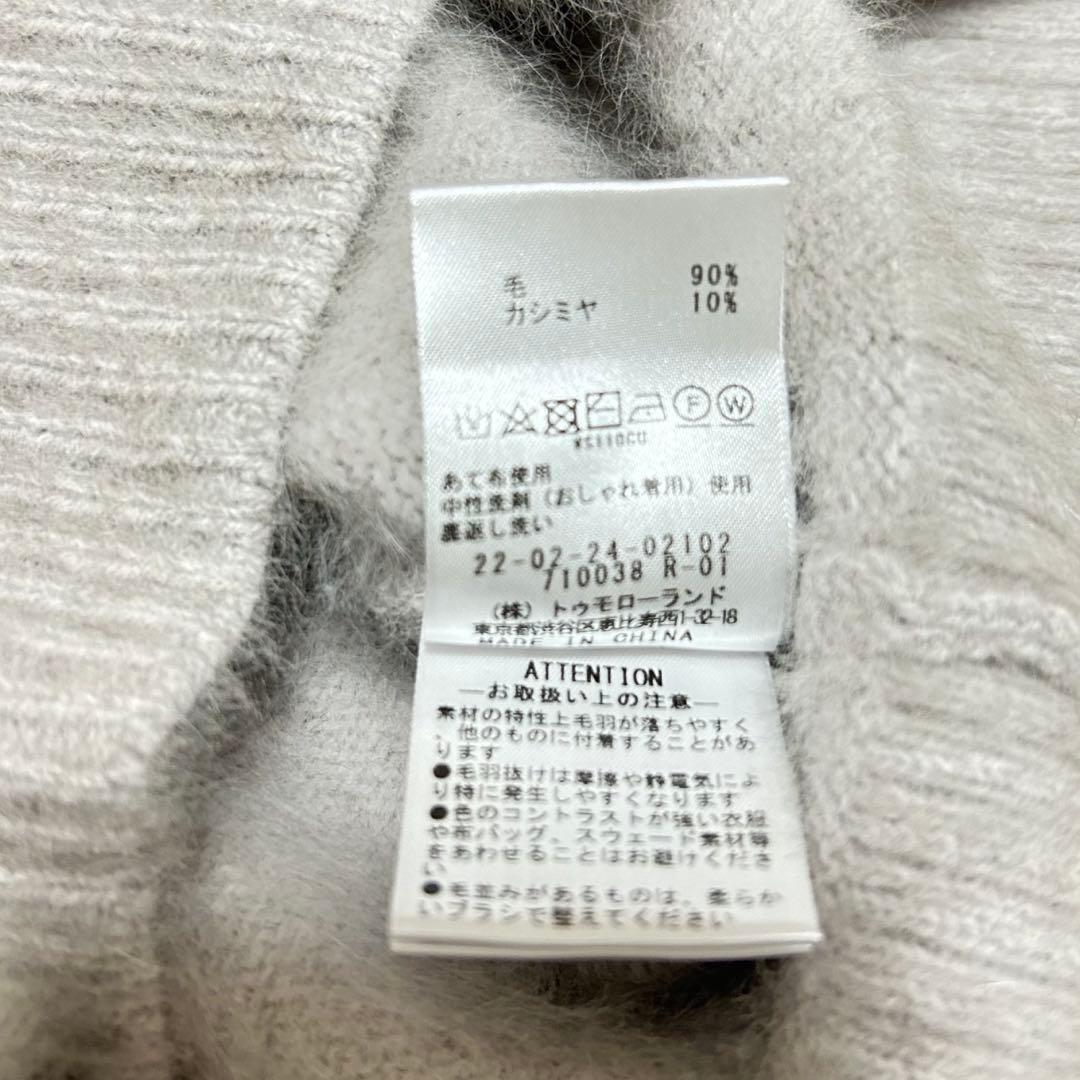 毛 90%
カシミヤ 10%
F W
あて布使用
中性洗剤（おしゃれ着用）使用
裏返し洗い
22-02-24-02102
710038 R-01
（株）トゥモローランド
東京都渋谷区恵比寿西1-32-18
MADE IN CHINA
ATTENTION
―お取扱い上の注意―
素材の特性上毛羽が落ちやすく
、他のものに付着することがあ
ります
●毛羽抜けは摩擦や静電気によ
り特に発生しやすくなります
●色のコントラストが強い衣服
や布バッグ、スウェード素材等
をあわせることはお避けくださ
い
●毛並みがあるものは、柔らか
いブラシで整えてください